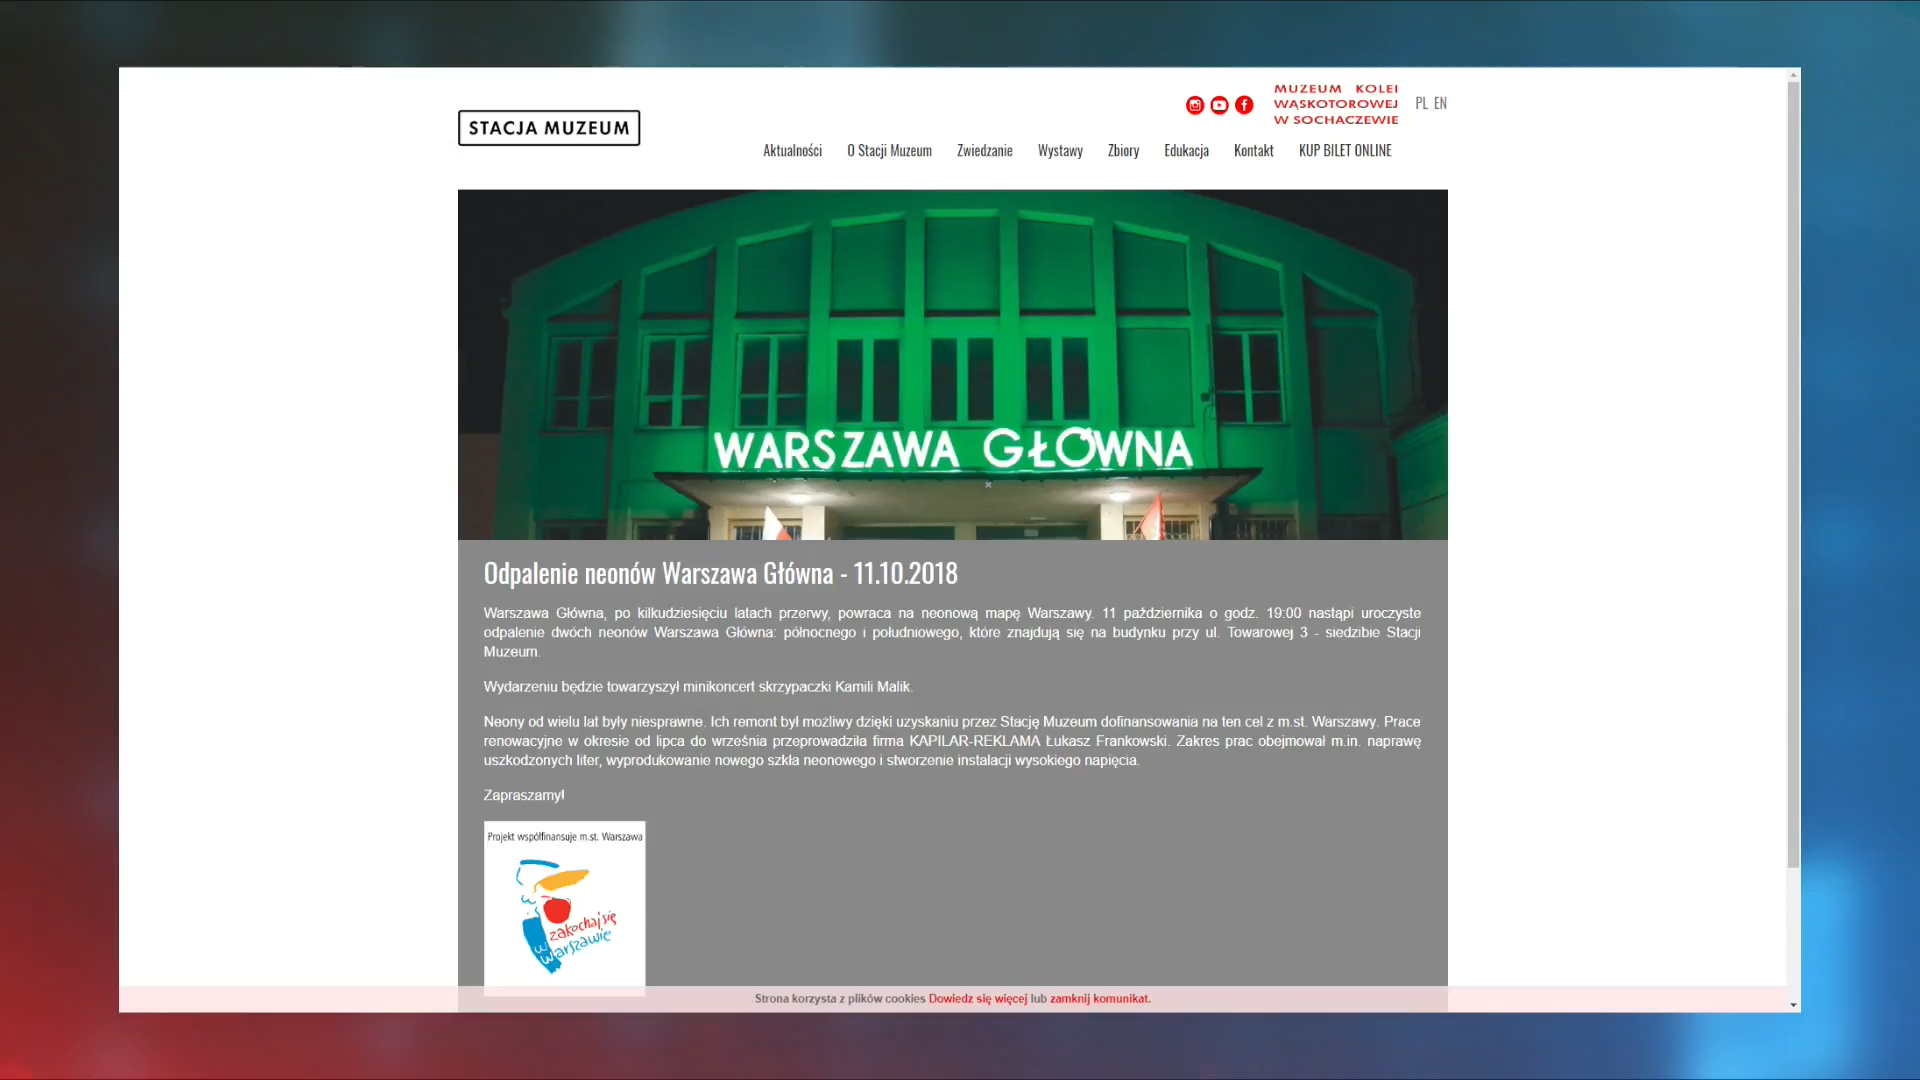 MUZEUM KOLEI
WĄSKOTOROWEJ
W SOCHACZEWIE
PL EN
STACJA MUZEUM
Aktualności O Stacji Muzeum Zwiedzanie Wystawy Zbiory Edukacja Kontakt KUP BILET ONLINE
WARSZAWA GŁÓWNA
Odpalenie neonów Warszawa Główna - 11.10.2018
Warszawa Główna, po kilkudziesięciu latach przerwy, powraca na neonową mapę Warszawy. 11 października o godz. 19:00 nastąpi uroczyste
odpalenie dwóch neonów Warszawa Główna: północnego i południowego, które znajdują się na budynku przy ul. Towarowej 3 - siedzibie Stacji
Muzeum.
Wydarzeniu będzie towarzyszył minikoncert skrzypaczki Kamili Malik.
Neony od wielu lat były niesprawne. Ich remont był możliwy dzięki uzyskaniu przez Stację Muzeum dofinansowania na ten cel z m.st. Warszawy. Prace
renowacyjne w okresie od lipca do września przeprowadziła firma KAPILAR-REKLAMA Łukasz Frankowski. Zakres prac obejmował m.in. naprawę
uszkodzonych liter, wyprodukowanie nowego szkła neonowego i stworzenie instalacji wysokiego napięcia.
Zapraszamy!
Projekt współfinansuje m.st. Warszawa
zakochaj się
w warszawie
Strona korzysta z plików cookies Dowiedz się więcej lub zamknij komunikat.